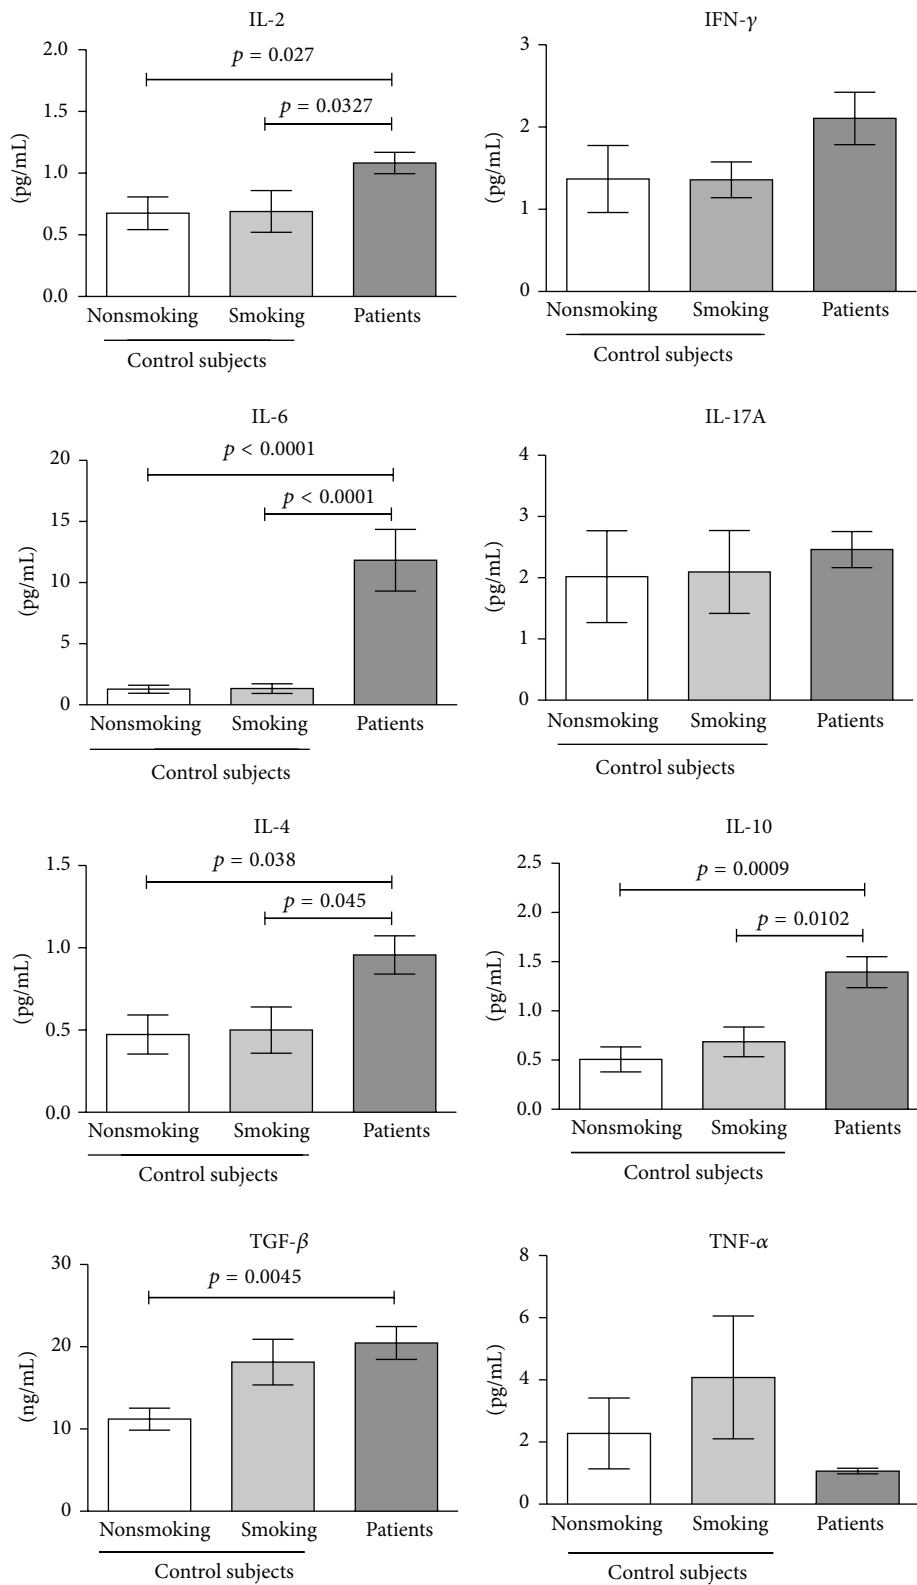 IL-2
2.0
1.5
1.0
0.5
0.0
(pg/mL)
p = 0.027
p = 0.0327
Nonsmoking Smoking Patients
Control subjects
IFN-γ
3
2
1
0
(pg/mL)
Nonsmoking Smoking Patients
Control subjects
IL-6
20
15
10
5
0
(pg/mL)
p < 0.0001
p < 0.0001
Nonsmoking Smoking Patients
Control subjects
IL-17A
4
3
2
1
0
(pg/mL)
Nonsmoking Smoking Patients
Control subjects
IL-4
1.5
1.0
0.5
0.0
(pg/mL)
p = 0.038
p = 0.045
Nonsmoking Smoking Patients
Control subjects
IL-10
2.5
2.0
1.5
1.0
0.5
0.0
(pg/mL)
p = 0.0009
p = 0.0102
Nonsmoking Smoking Patients
Control subjects
TGF-β
30
20
10
0
(ng/mL)
p = 0.0045
Nonsmoking Smoking Patients
Control subjects
TNF-α
8
6
4
2
0
(pg/mL)
Nonsmoking Smoking Patients
Control subjects